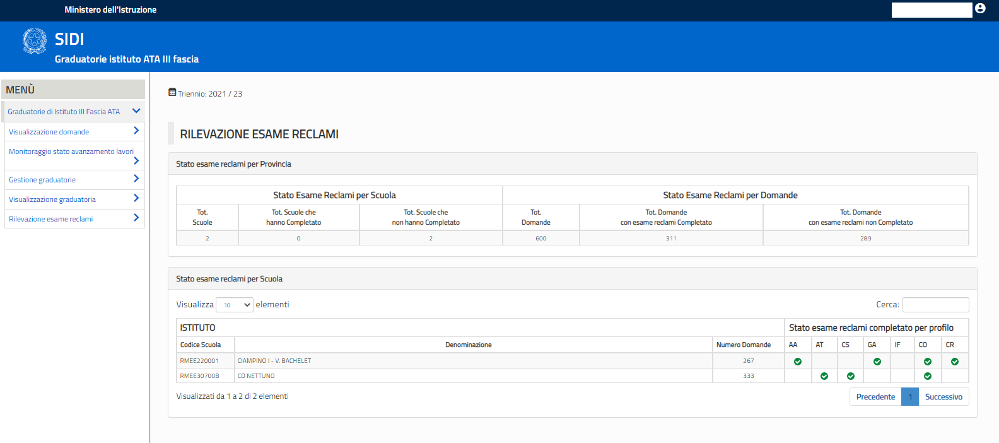 Ministero dell'Istruzione
SIDI
Graduatorie istituto ATA III fascia
MENÙ
Graduatorie di Istituto III Fascia ATA
Visualizzazione domande
Monitoraggio stato avanzamento lavori
Gestione graduatorie
Visualizzazione graduatoria
Rilevazione esame reclami
Triennio: 2021 / 23
RILEVAZIONE ESAME RECLAMI
Stato esame reclami per Provincia
Stato Esame Reclami per Scuola Stato Esame Reclami per Domande
Tot. Tot. Scuole che Tot. Scuole che Tot. Tot. Domande Tot. Domande
Scuole hanno Completato non hanno Completato Domande con esame reclami Completato con esame reclami non Completato
2 0 2 600 311 289
Stato esame reclami per Scuola
Visualizza 10 elementi Cerca:
ISTITUTO Stato esame reclami completato per profilo
Codice Scuola Denominazione Numero Domande AA AT CS GA IF CO CR
RMEE220001 CIAMPINO I - V. BACHELET 267
RMEE30700B CD NETTUNO 333
Visualizzati da 1 a 2 di 2 elementi
Precedente 1 Successivo